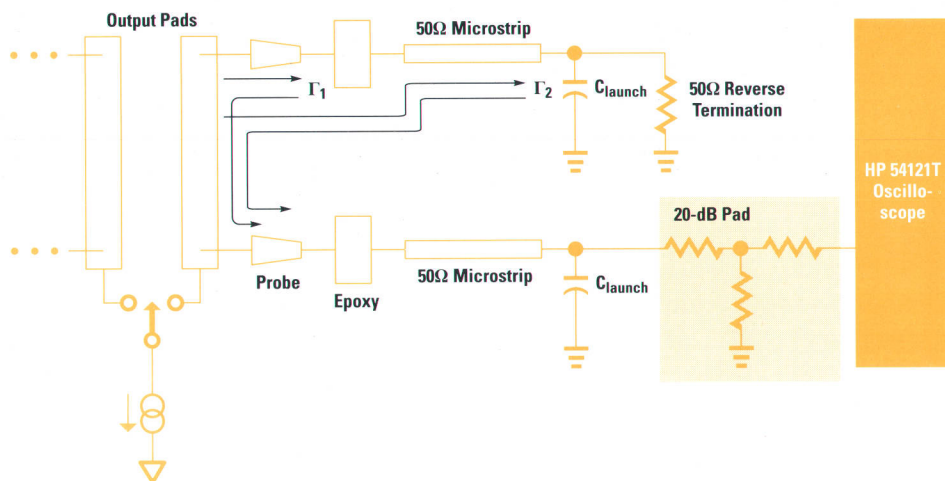 Output Pads
50Ω Microstrip
Γ1
Γ2
Claunch
50Ω Reverse
Termination
HP 54121T
Oscillo-
scope
20-dB Pad
Probe
Epoxy
50Ω Microstrip
Claunch